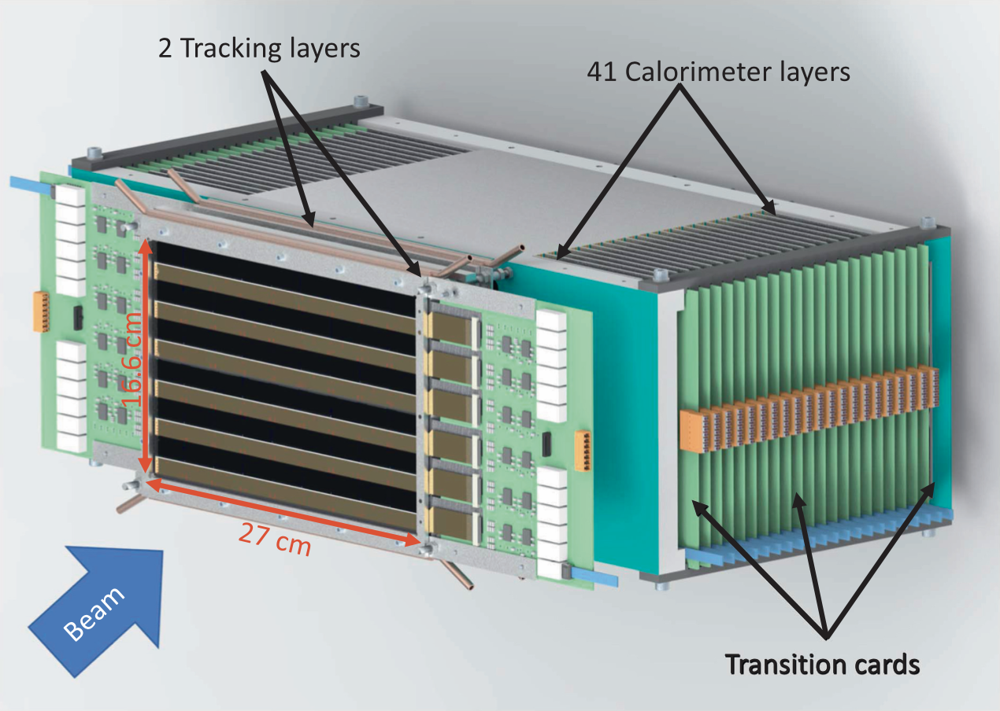 2 Tracking layers
41 Calorimeter layers
16.6 cm
27 cm
Beam
Transition cards